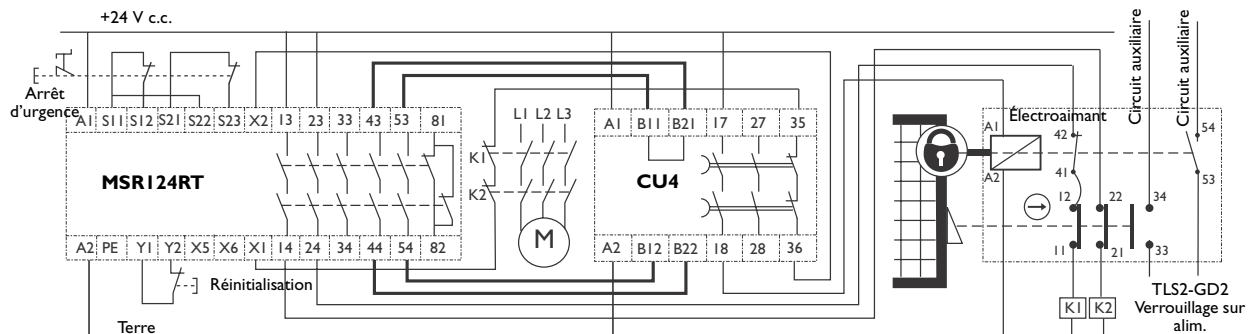 +24 V c.c.
Arrêt
d'urgence
A1 S11 S12 S21 S22 S23 X2 13 23 33 43 53 81
MSR124RT
A2 PE Y1 Y2 X5 X6 X1 14 24 34 44 54 82
Réinitialisation
Terre
L1 L2 L3
K1
K2
M
A1 B11 B21 17 27 35
CU4
A2 B12 B22 18 28 36
Circuit auxiliaire
Circuit auxiliaire
A1
Électroaimant
42
54
A2
41
53
12
22
34
11
21
33
K1
K2
TLS2-GD2
Verrouillage sur
alim.